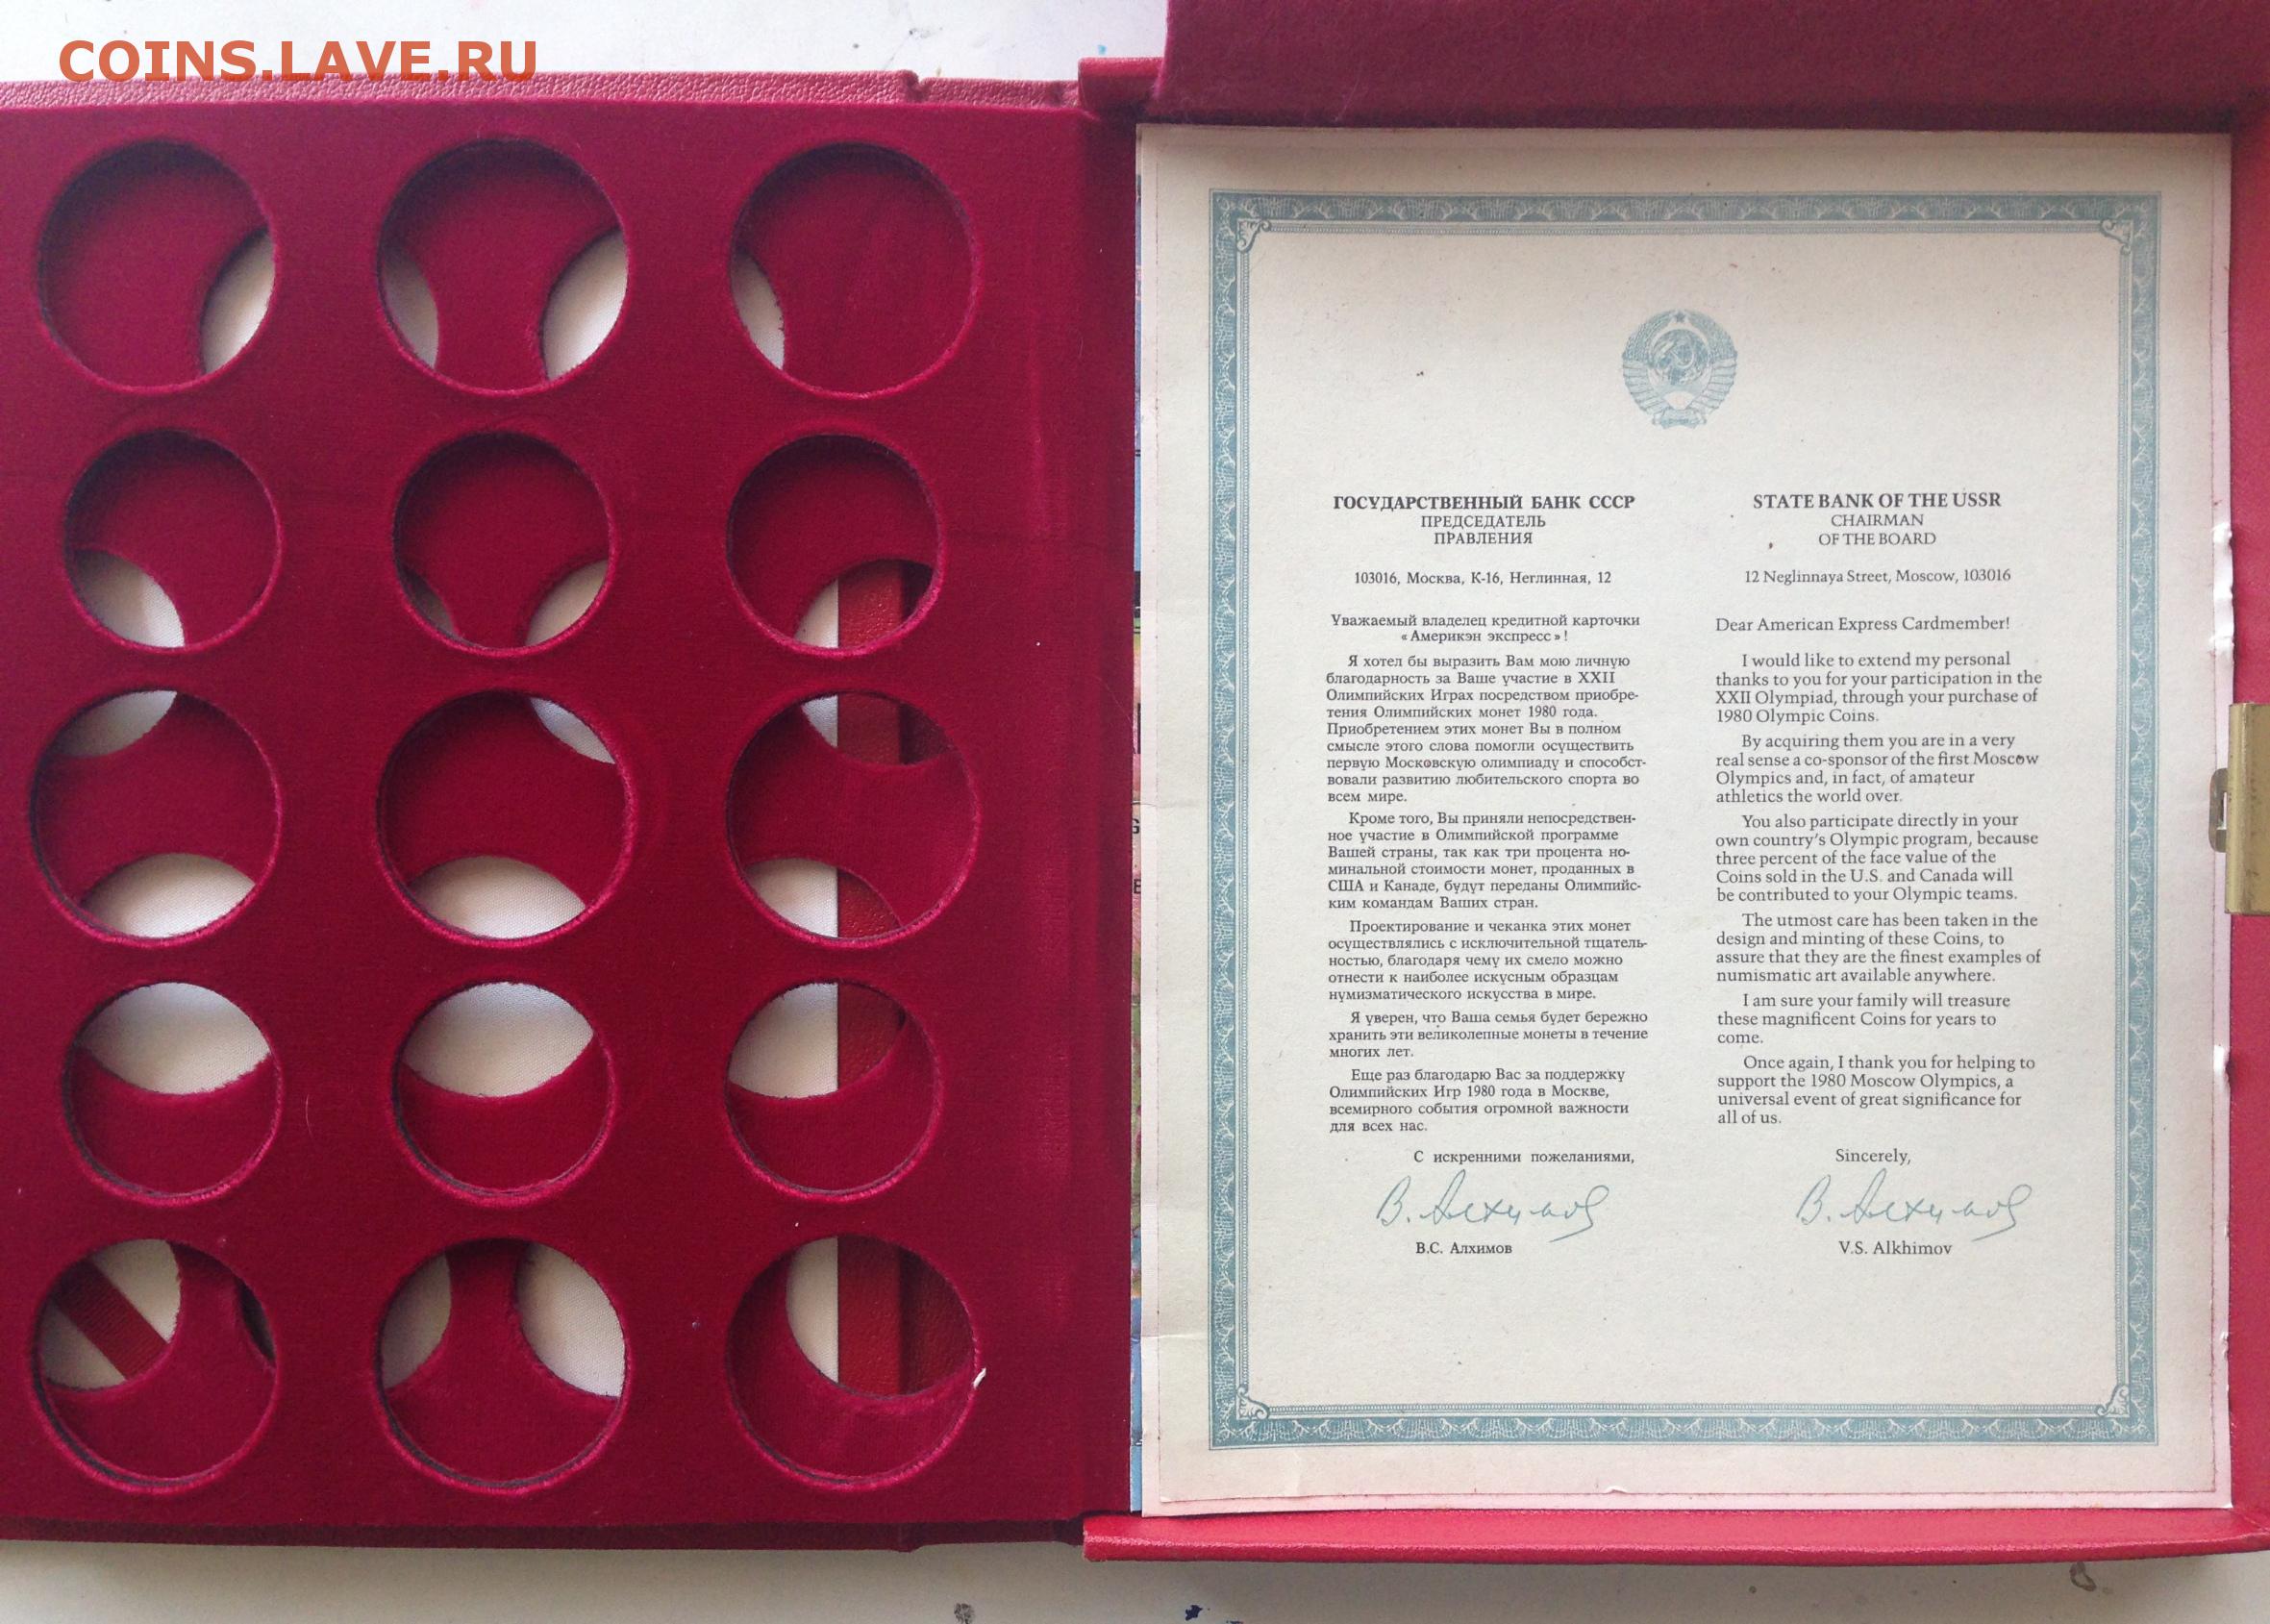 COINS.LAVE.RU
ГОСУДАРСТВЕННЫЙ БАНК СССР
ПРЕДСЕДАТЕЛЬ
ПРАВЛЕНИЯ
103016, Москва, К-16, Неглинная, 12
Уважаемый владелец кредитной карточки
«Америкэн экспресс»!
Я хотел бы выразить Вам мою личную
благодарность за Ваше участие в XXII
Олимпийских Играх посредством приобре-
тения Олимпийских монет 1980 года.
Приобретением этих монет Вы в полном
смысле этого слова помогли осуществить
первую Московскую олимпиаду и способст-
вовали развитию любительского спорта во
всем мире.
Кроме того, Вы приняли непосредствен-
ное участие в Олимпийской программе
Вашей страны, так как три процента но-
минальной стоимости монет, проданных в
США и Канаде, будут переданы Олимпийс-
ким командам Ваших стран.
Проектирование и чеканка этих монет
осуществлялись с исключительной тщатель-
ностью, благодаря чему их смело можно
отнести к наиболее искусным образцам
нумизматического искусства в мире.
Я уверен, что Ваша семья будет бережно
хранить эти великолепные монеты в течение
многих лет.
Еще раз благодарю Вас за поддержку
Олимпийских Игр 1980 года в Москве,
всемирного события огромной важности
для всех нас.
С искренними пожеланиями,
В. Алхимов
В.С. Алхимов
STATE BANK OF THE USSR
CHAIRMAN
OF THE BOARD
12 Neglinnaya Street, Moscow, 103016
Dear American Express Cardmember!
I would like to extend my personal
thanks to you for your participation in the
XXII Olympiad, through your purchase of
1980 Olympic Coins.
By acquiring them you are in a very
real sense a co-sponsor of the first Moscow
Olympics and, in fact, of amateur
athletics the world over.
You also participate directly in your
own country's Olympic program, because
three percent of the face value of the
Coins sold in the U.S. and Canada will
be contributed to your Olympic teams.
The utmost care has been taken in the
design and minting of these Coins, to
assure that they are the finest examples of
numismatic art available anywhere.
I am sure your family will treasure
these magnificent Coins for years to
come.
Once again, I thank you for helping to
support the 1980 Moscow Olympics, a
universal event of great significance for
all of us.
Sincerely,
В. Алхимов
V.S. Alkhimov